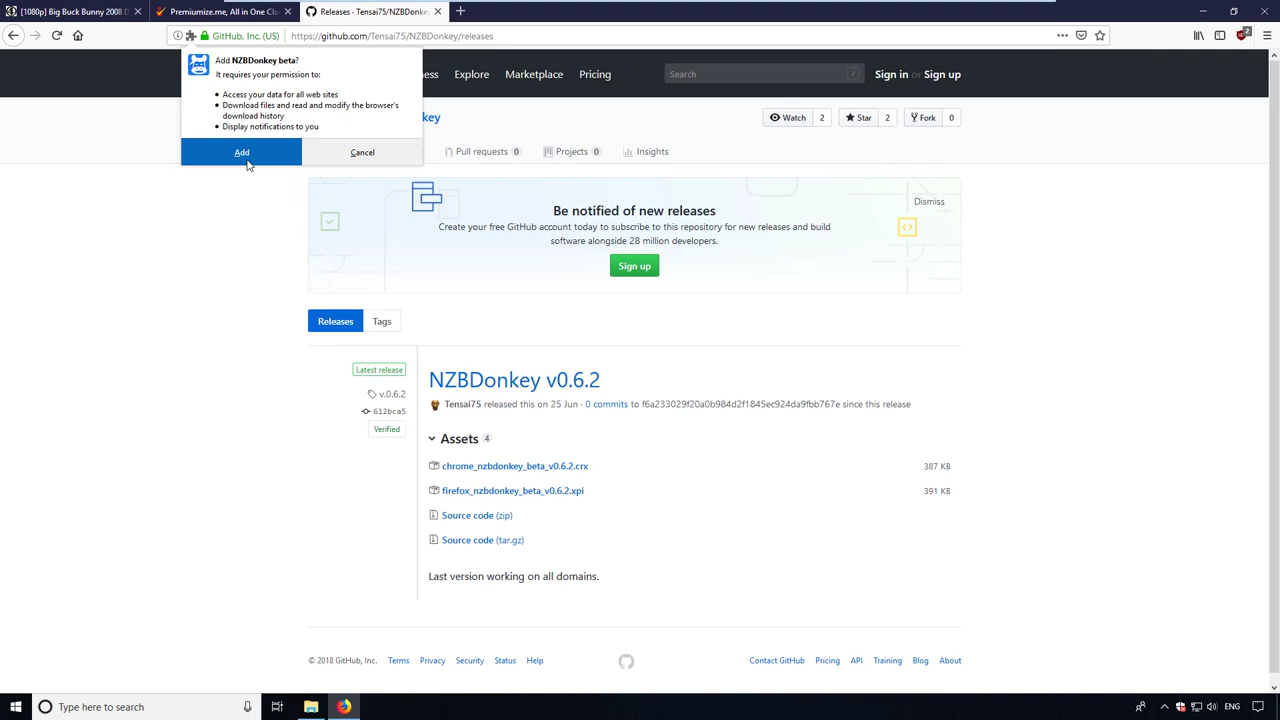 [1080p] Big Buck Bunny 2008 D
Premiumize.me, All in One Clo
Releases · Tensai75/NZBDonkey
GitHub, Inc. (US)
https://github.com/Tensai75/NZBDonkey/releases
2
Add NZBDonkey beta?
It requires your permission to:
• Access your data for all web sites
• Download files and read and modify the browser's
download history
• Display notifications to you
Add
Cancel
ness
Explore
Marketplace
Pricing
Search
/
Sign in or Sign up
key
Watch 2
Star 2
Fork 0
Pull requests 0
Projects 0
Insights
Dismiss
Be notified of new releases
Create your free GitHub account today to subscribe to this repository for new releases and build
software alongside 28 million developers.
Sign up
Releases
Tags
Latest release
v.0.6.2
612bca5
Verified
NZBDonkey v0.6.2
Tensai75 released this on 25 Jun · 0 commits to f6a233029f20a0b984d2f1845ec924da9fbb767e since this release
Assets 4
chrome_nzbdonkey_beta_v0.6.2.crx
387 KB
firefox_nzbdonkey_beta_v0.6.2.xpi
391 KB
Source code (zip)
Source code (tar.gz)
Last version working on all domains.
© 2018 GitHub, Inc.
Terms
Privacy
Security
Status
Help
Contact GitHub
Pricing
API
Training
Blog
About
Type here to search
ENG